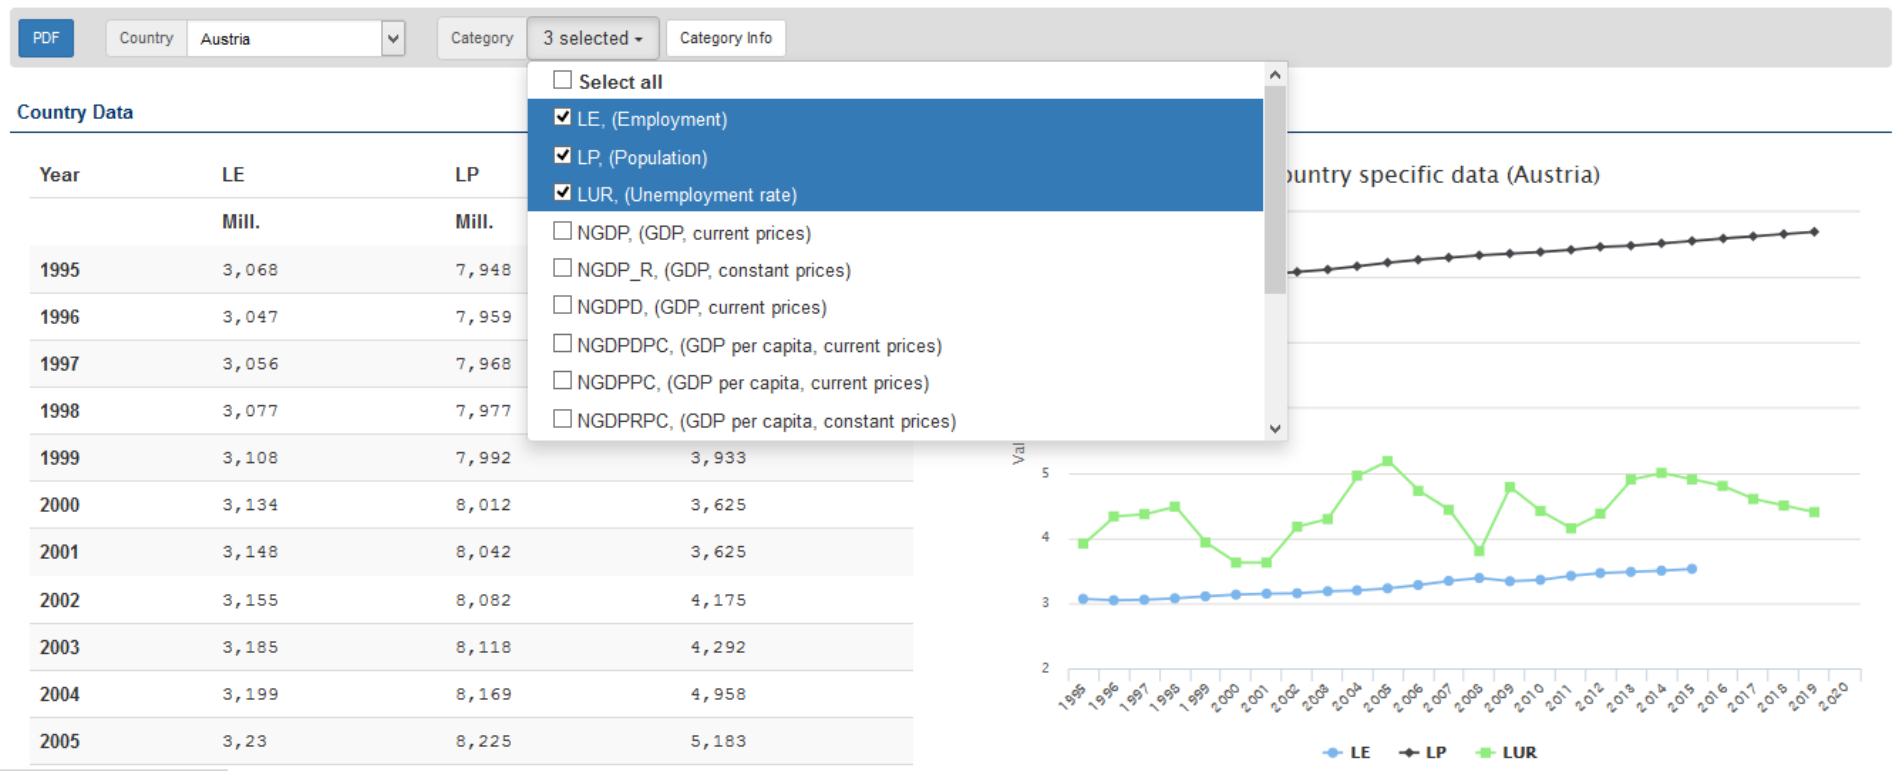 PDF Country Austria Category 3 selected Category Info
Select all
LE, (Employment)
LP, (Population)
LUR, (Unemployment rate)
NGDP, (GDP, current prices)
NGDP_R, (GDP, constant prices)
NGDPD, (GDP, current prices)
NGDPDPC, (GDP per capita, current prices)
NGDPPC, (GDP per capita, current prices)
NGDPRPC, (GDP per capita, constant prices)
Country Data
Year LE LP
Mill. Mill.
1995 3,068 7,948
1996 3,047 7,959
1997 3,056 7,968
1998 3,077 7,977
1999 3,108 7,992 3,933
2000 3,134 8,012 3,625
2001 3,148 8,042 3,625
2002 3,155 8,082 4,175
2003 3,185 8,118 4,292
2004 3,199 8,169 4,958
2005 3,23 8,225 5,183
ountry specific data (Austria)
Val
5
4
3
2
1995 1996 1997 1998 1999 2000 2001 2002 2003 2004 2005 2006 2007 2008 2009 2010 2011 2012 2013 2014 2015 2016 2017 2018 2019 2020
LE LP LUR